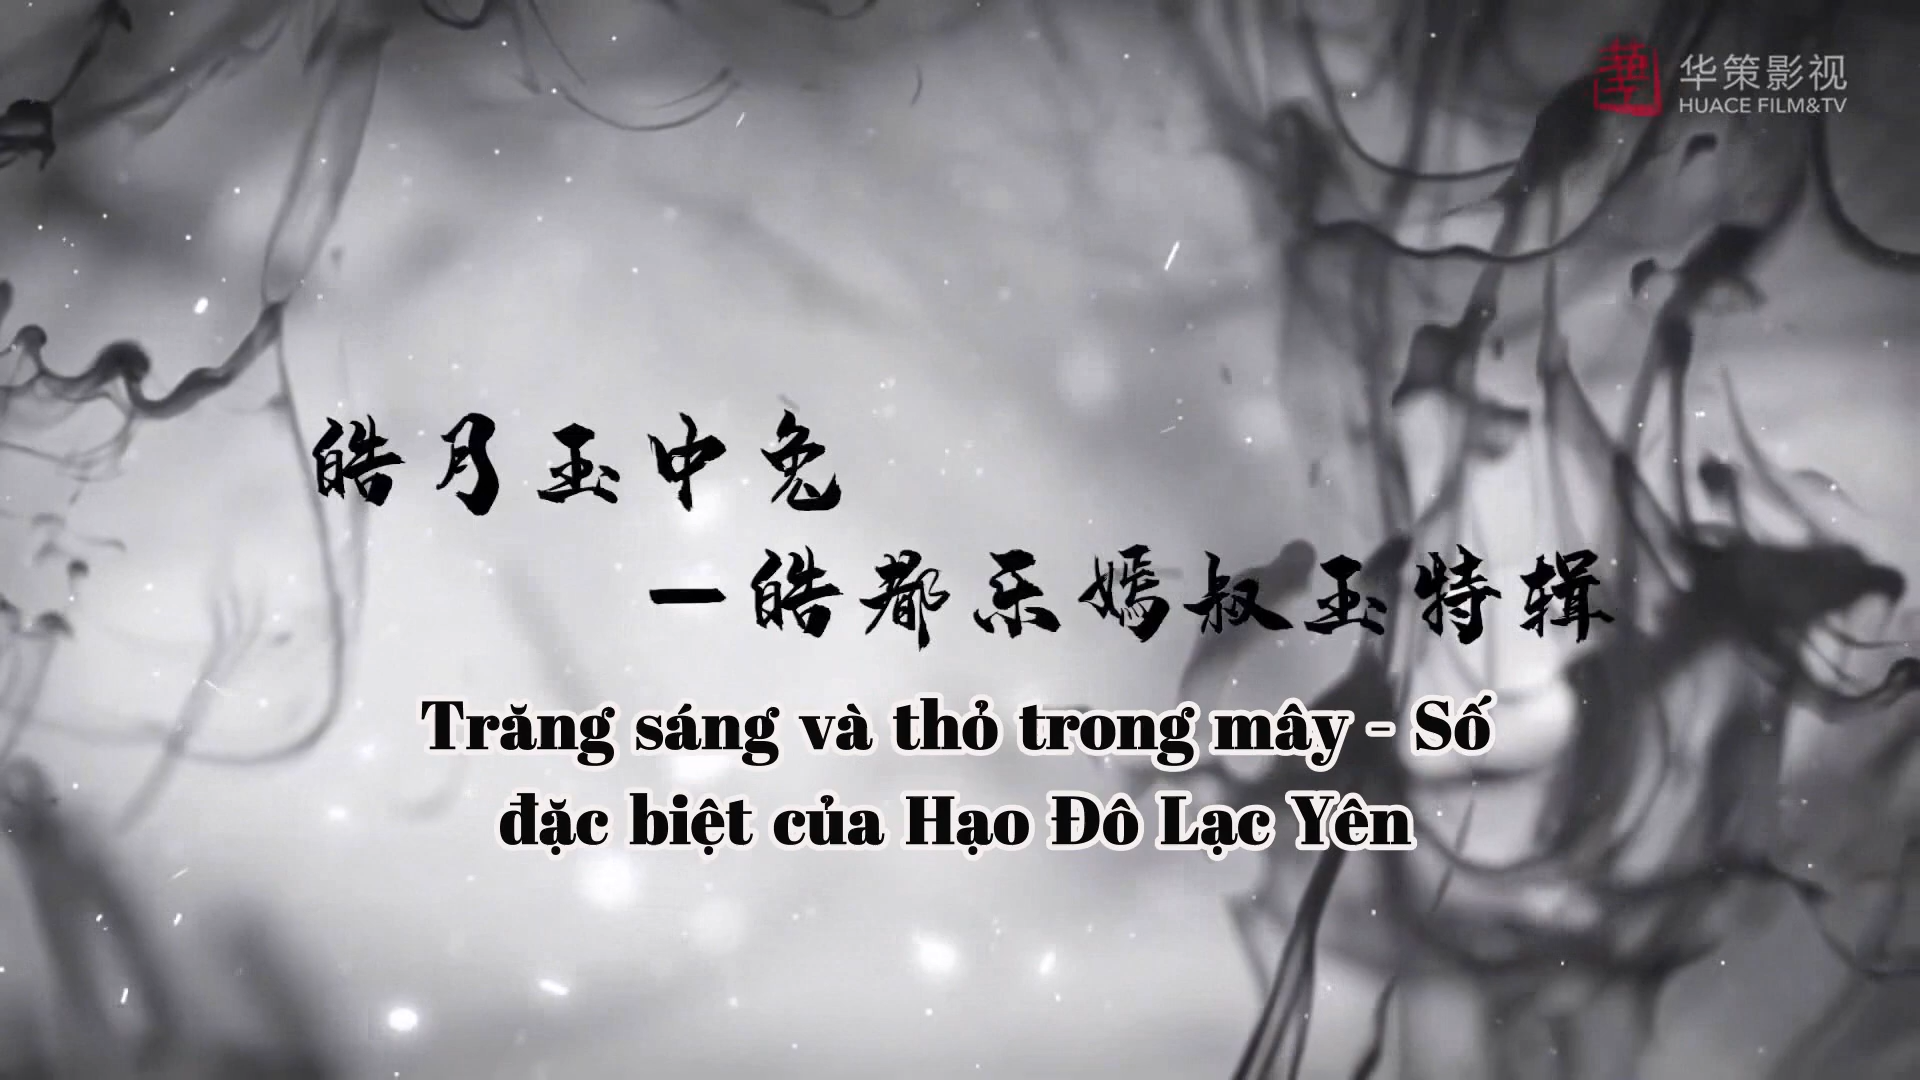 华策影视
HUACE FILM&TV
皓月玉中兔
—皓都乐嫣叔玉特辑
Trăng sáng và thỏ trong mây - Số
đặc biệt của Hạo Đô Lạc Yên